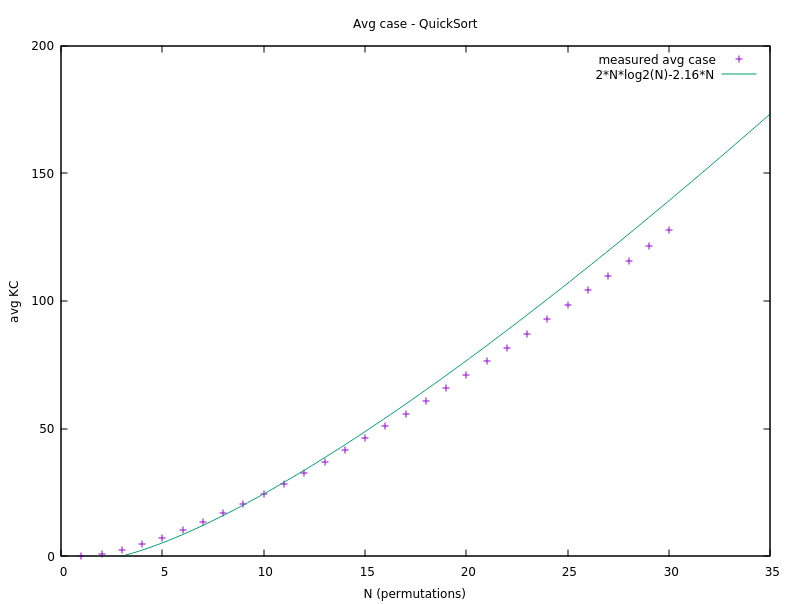 Avg case - QuickSort
200
measured avg case
2*N*log2(N)-2.16*N
150
avg KC
100
50
0
0 5 10 15 20 25 30 35
N (permutations)